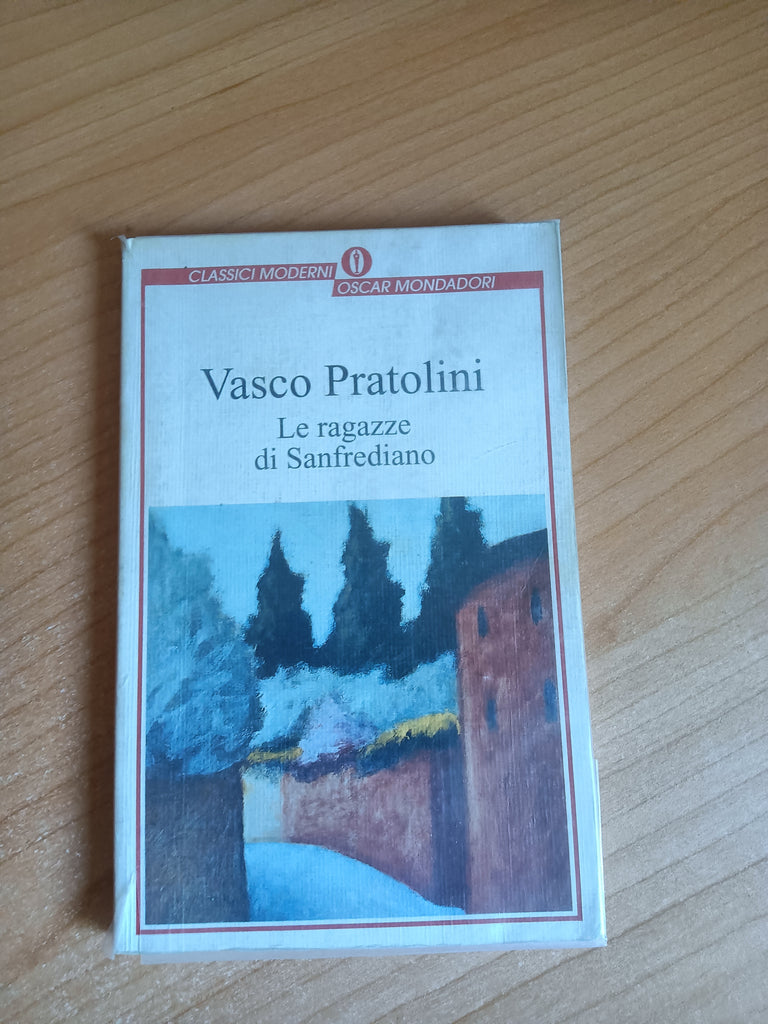 CLASSICI MODERNI
OSCAR MONDADORI
Vasco Pratolini
Le ragazze
di Sanfrediano